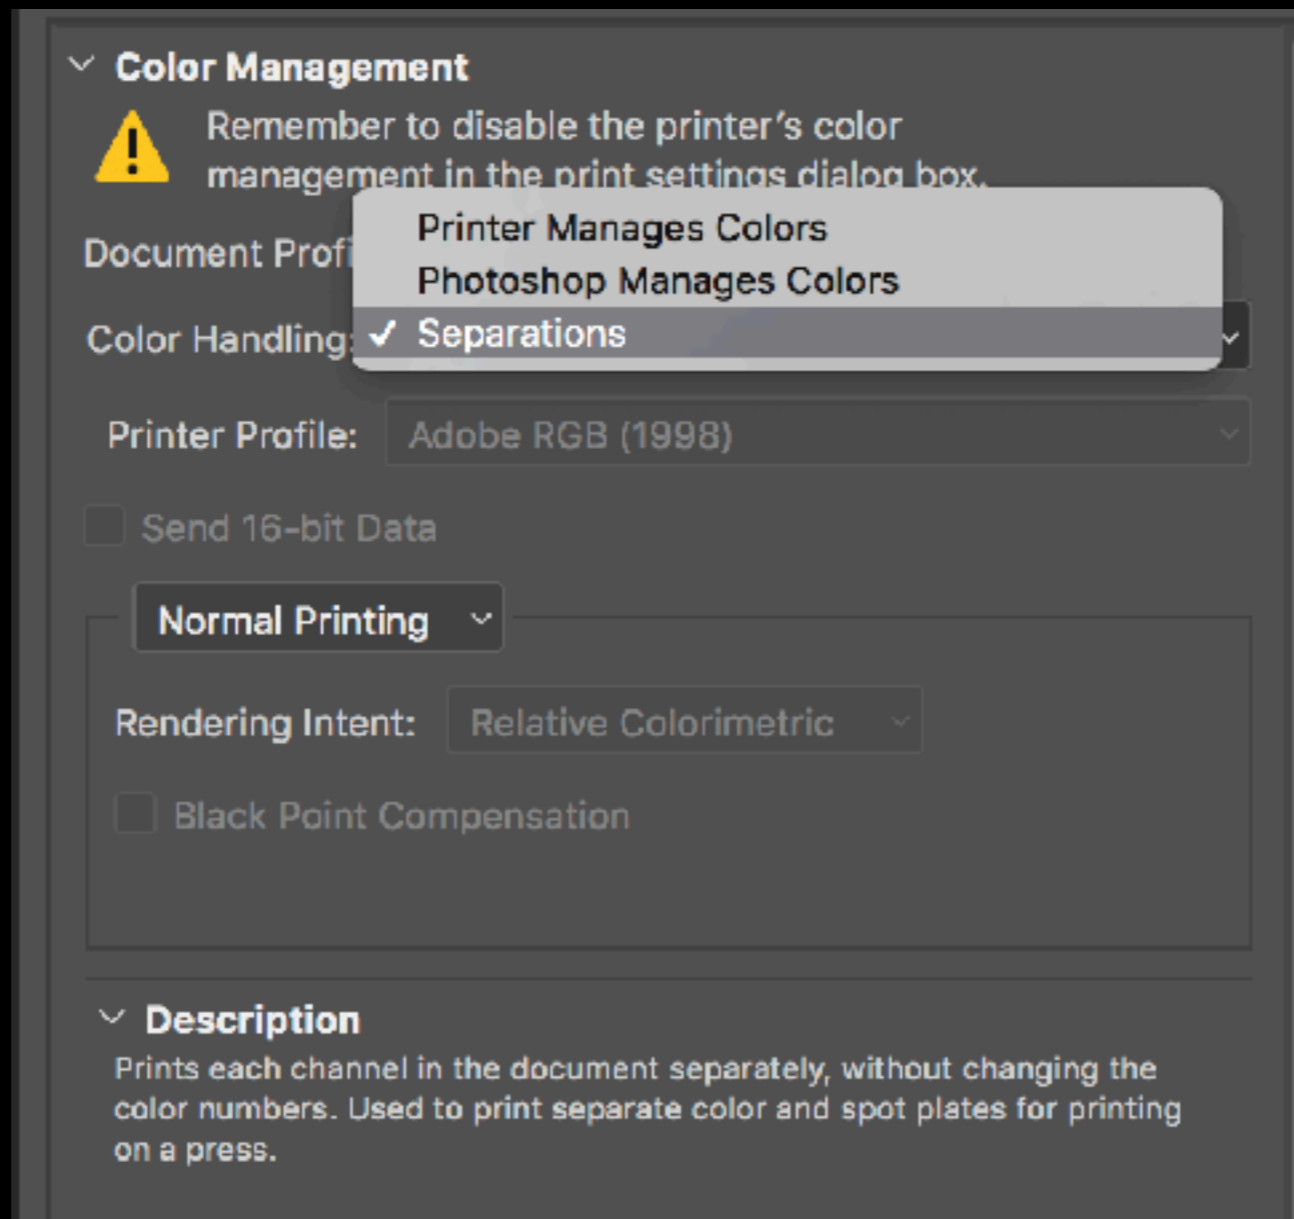 Color Management
Remember to disable the printer's color
management in the print settings dialog box.
Printer Manages Colors
Document Profi
Photoshop Manages Colors
Color Handling: ✓ Separations
Printer Profile: Adobe RGB (1998)
Send 16-bit Data
Normal Printing
Rendering Intent: Relative Colorimetric
Black Point Compensation
Description
Prints each channel in the document separately, without changing the
color numbers. Used to print separate color and spot plates for printing
on a press.